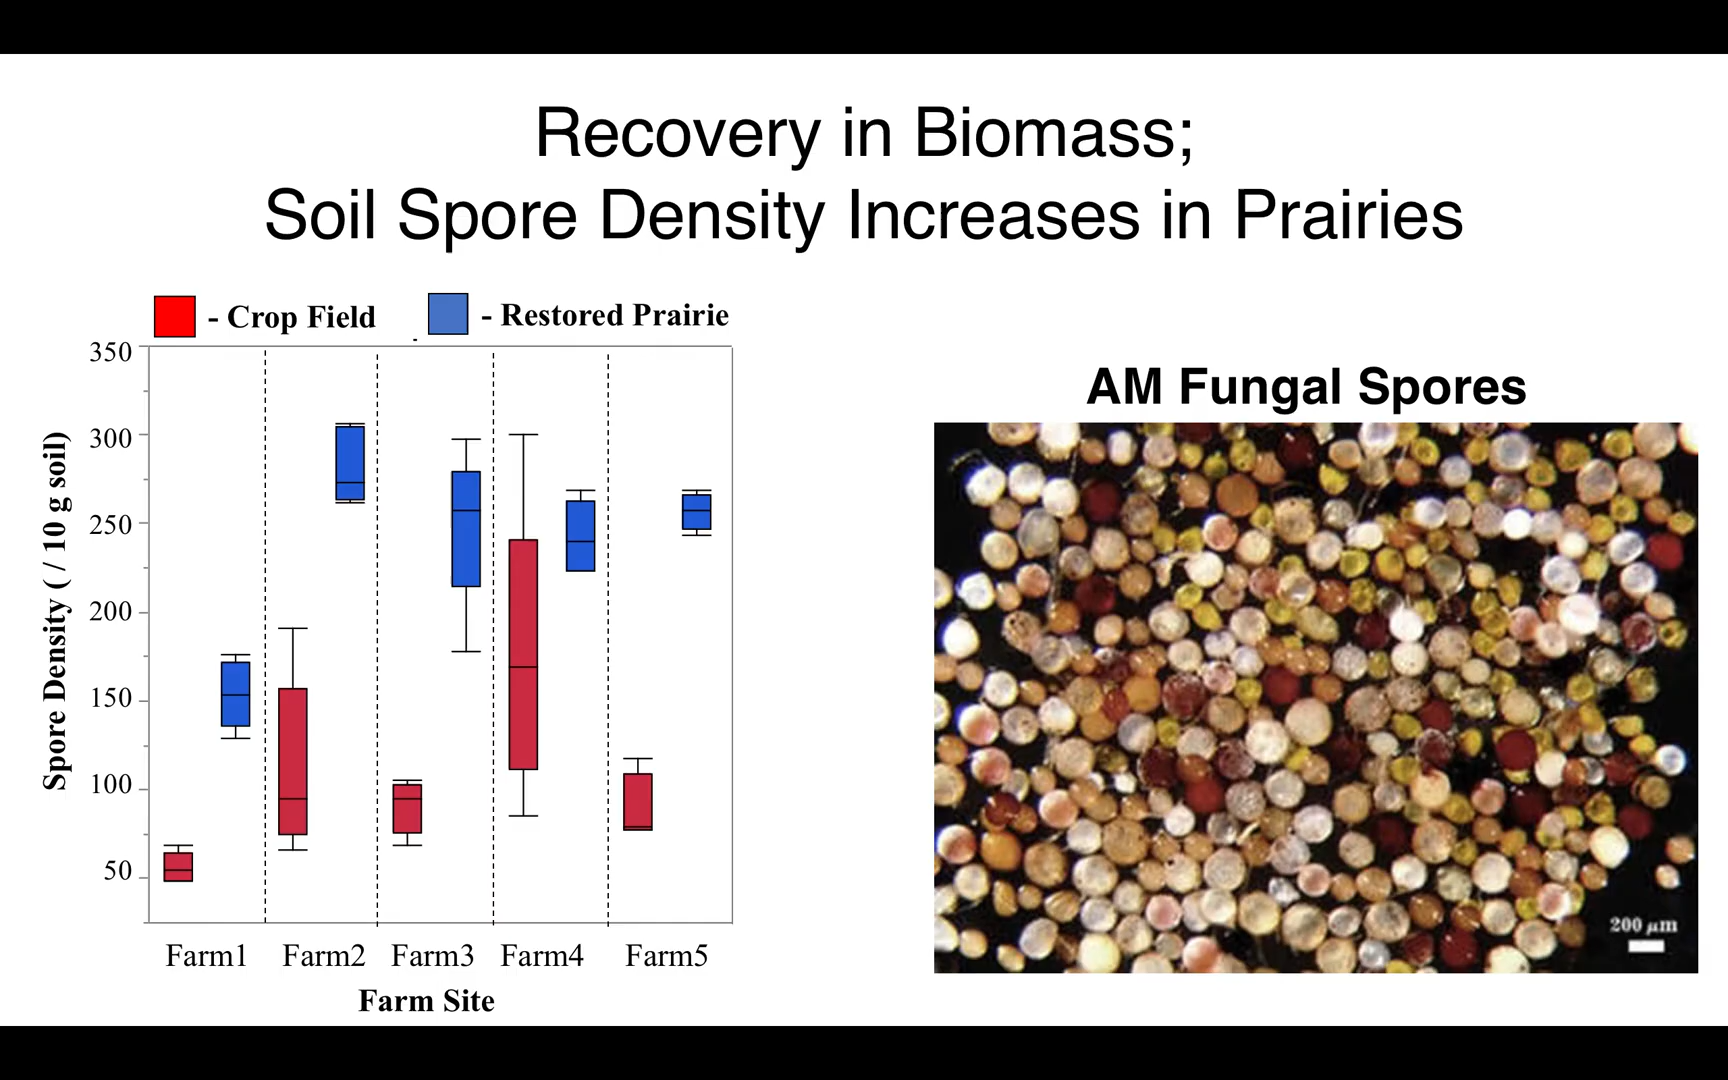 Recovery in Biomass;
Soil Spore Density Increases in Prairies
- Crop Field
- Restored Prairie
350
300
250
200
150
100
50
Spore Density ( / 10 g soil)
Farm1
Farm2
Farm3
Farm4
Farm5
Farm Site
AM Fungal Spores
200 µm